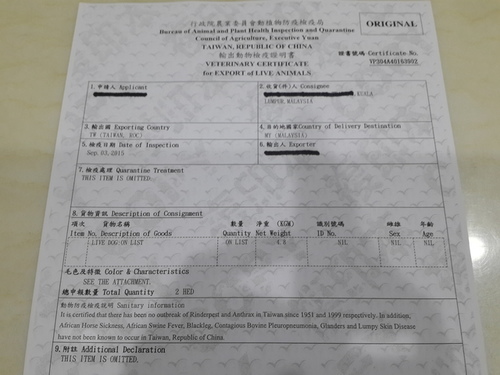 行政院農業委員會動植物防疫檢疫局
ORIGINAL
Bureau of Animal and Plant Health Inspection and Quarantine
Council of Agriculture, Executive Yuan
TAIWAN, REPUBLIC OF CHINA
輸出動物檢疫證明書
證書號碼 Certificate No.
VETERINARY CERTIFICATE
for EXPORT of LIVE ANIMALS
1.申請人 Applicant
2.收貨(件)人 Consignee
KUALA
LUMPUR, MALAYSIA
3.輸出國 Exporting Country
TW (TAIWAN, ROC)
4.目的地國家Country of Delivery Destination
MY (MALAYSIA)
5.檢疫日期 Date of Inspection
Sep. 03. 2015
6.輸出人 Exporter
7.檢疫處理 Quarantine Treatment
THIS ITEM IS OMITTED.
8.貨物資訊 Description of Consignment
項次 貨物名稱 數量 淨重 (KGM) 識別號碼 雌雄 年齡
Item No. Description of Goods Quantity Net Weight ID No. Sex Age
LIVE DOG:ON LIST ON LIST 4.8 NIL NIL NIL
毛色及特徵 Color & Characteristics
SEE THE ATTACHMENT.
總申報數量 Total Quantity 2 HED
動物防疫檢疫說明 Sanitary information
It is certified that there has been no outbreak of Rinderpest and Anthrax in Taiwan since 1951 and 1999 respectively. In addition,
African Horse Sickness, African Swine Fever, Blackleg, Contagious Bovine Pleuropneumonia, Glanders and Lumpy Skin Disease
have not been known to occur in Taiwan, Republic of China.
9.附註 Additional Declaration
THIS ITEM IS OMITTED.